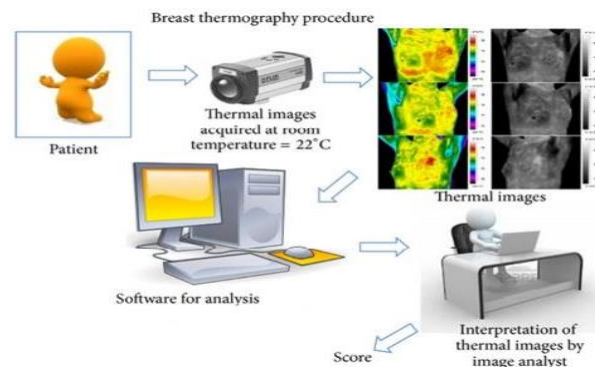 Breast thermography procedure
Patient
Thermal images
acquired at room
temperature = 22°C
Thermal images
Software for analysis
Interpretation of
thermal images by
image analyst
Score